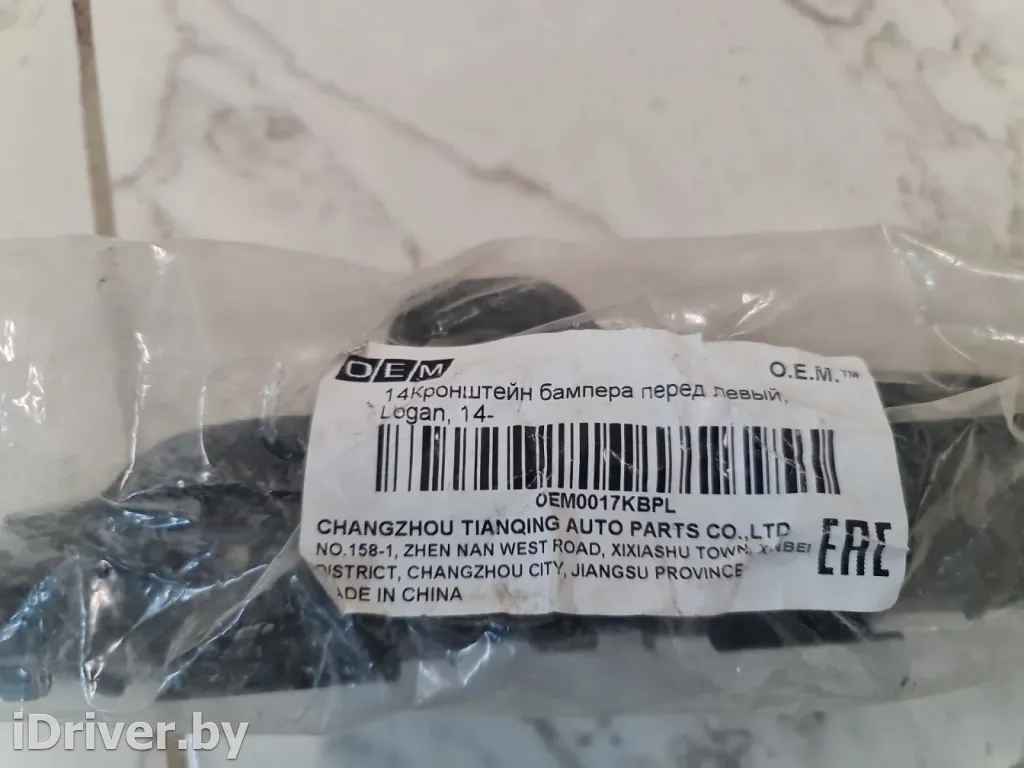 OEM
O.E.M.™
14Кронштейн бампера перед левый,
Logan, 14-
OEM0017KBPL
CHANGZHOU TIANQING AUTO PARTS CO.,LTD
NO.158-1, ZHEN NAN WEST ROAD, XIXIASHU TOWN, XINBEI
DISTRICT, CHANGZHOU CITY, JIANGSU PROVINCE
MADE IN CHINA
EAC
iDriver.by